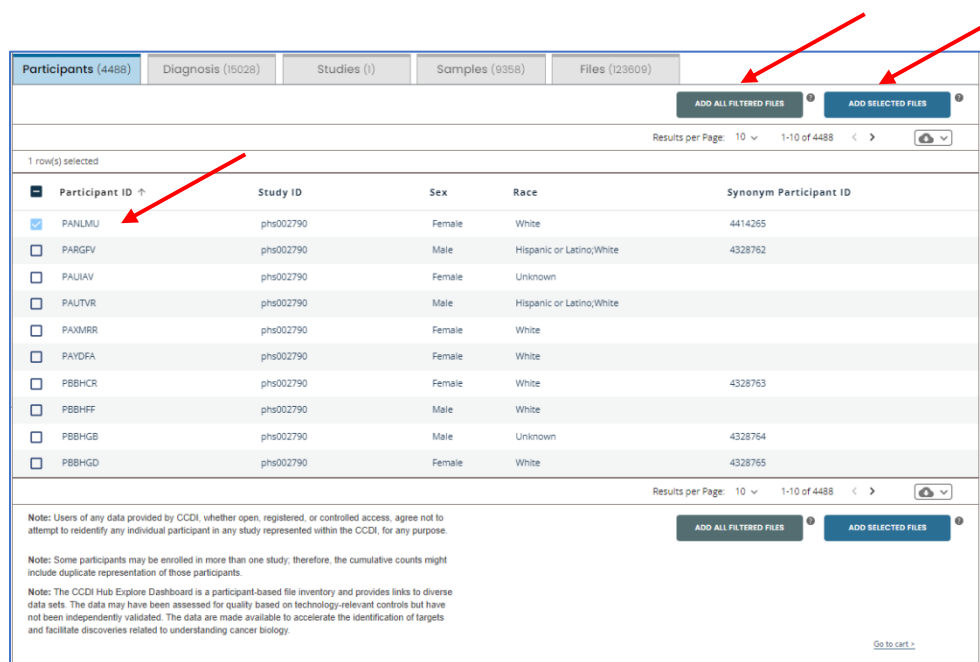 Participants (4488) Diagnosis (15028) Studies (1) Samples (9358) Files (123609)
ADD ALL FILTERED FILES ? ADD SELECTED FILES ?
Results per Page: 10 1-10 of 4488 < >
1 row(s) selected
Participant ID ↑ Study ID Sex Race Synonym Participant ID
PANLMU phs002790 Female White 4414265
PARGFV phs002790 Male Hispanic or Latino;White 4328762
PAUIAV phs002790 Female Unknown
PAUTVR phs002790 Male Hispanic or Latino;White
PAXMRR phs002790 Female White
PAYDFA phs002790 Female White
PBBHCR phs002790 Female White 4328763
PBBHFF phs002790 Male White
PBBHGB phs002790 Male Unknown 4328764
PBBHGD phs002790 Female White 4328765
Results per Page: 10 1-10 of 4488 < >
ADD ALL FILTERED FILES ? ADD SELECTED FILES ?
Note: Users of any data provided by CCDI, whether open, registered, or controlled access, agree not to
attempt to reidentify any individual participant in any study represented within the CCDI, for any purpose.
Note: Some participants may be enrolled in more than one study; therefore, the cumulative counts might
include duplicate representation of those participants.
Note: The CCDI Hub Explore Dashboard is a participant-based file inventory and provides links to diverse
data sets. The data may have been assessed for quality based on technology-relevant controls but have
not been independently validated. The data are made available to accelerate the identification of targets
and facilitate discoveries related to understanding cancer biology.
Go to cart >